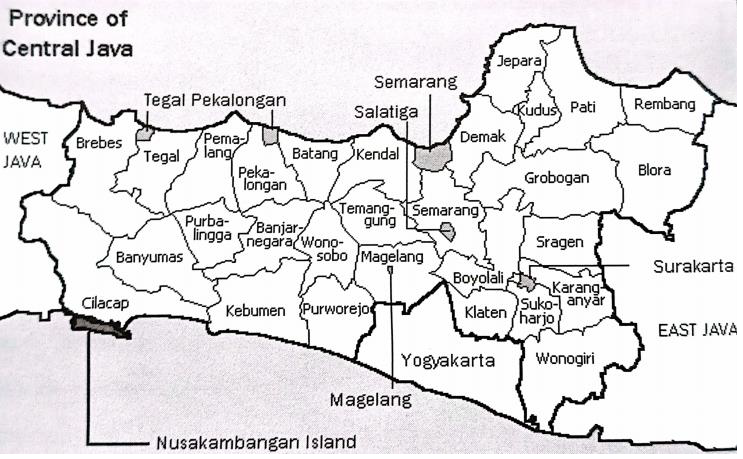 Province of
Central Java
Jepara
Semarang
Tegal Pekalongan
Salatiga
Kudus
Pati
Rembang
WEST
JAVA
Brebes
Tegal
Pema-
lang
Peka-
longan
Batang
Kendal
Demak
Grobogan
Blora
Temang-
gung
Semarang
Purba-
lingga
Banjar-
negara
Wono-
sobo
Magelang
Sragen
Banyumas
Boyolali
Surakarta
Karang-
anyar
Cilacap
Kebumen
Purworejo
Klaten
Suko-
harjo
EAST JAVA
Yogyakarta
Wonogiri
Magelang
Nusakambangan Island